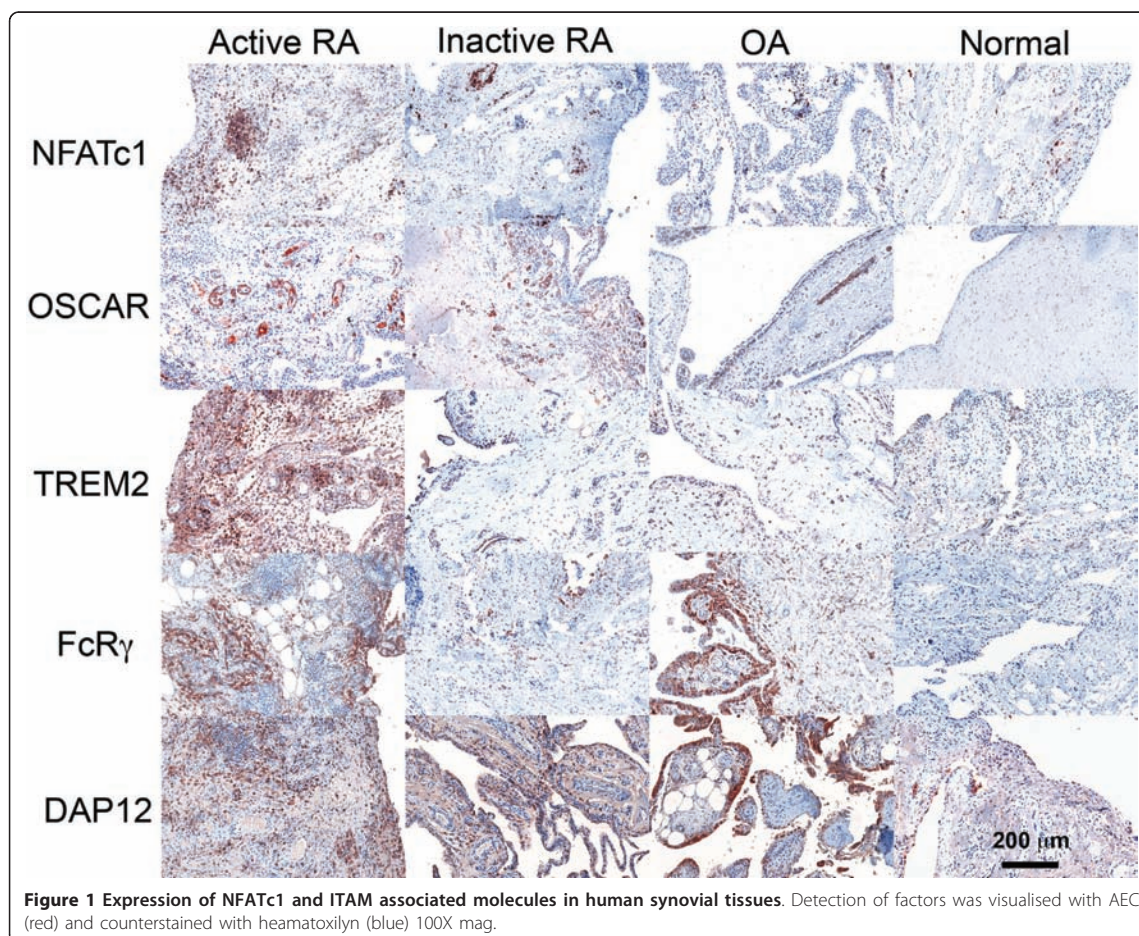 Active RA Inactive RA OA Normal
NFATc1
OSCAR
TREM2
FcRγ
DAP12
200 µm
Figure 1 Expression of NFATc1 and ITAM associated molecules in human synovial tissues. Detection of factors was visualised with AEC
(red) and counterstained with heamatoxilyn (blue) 100X mag.